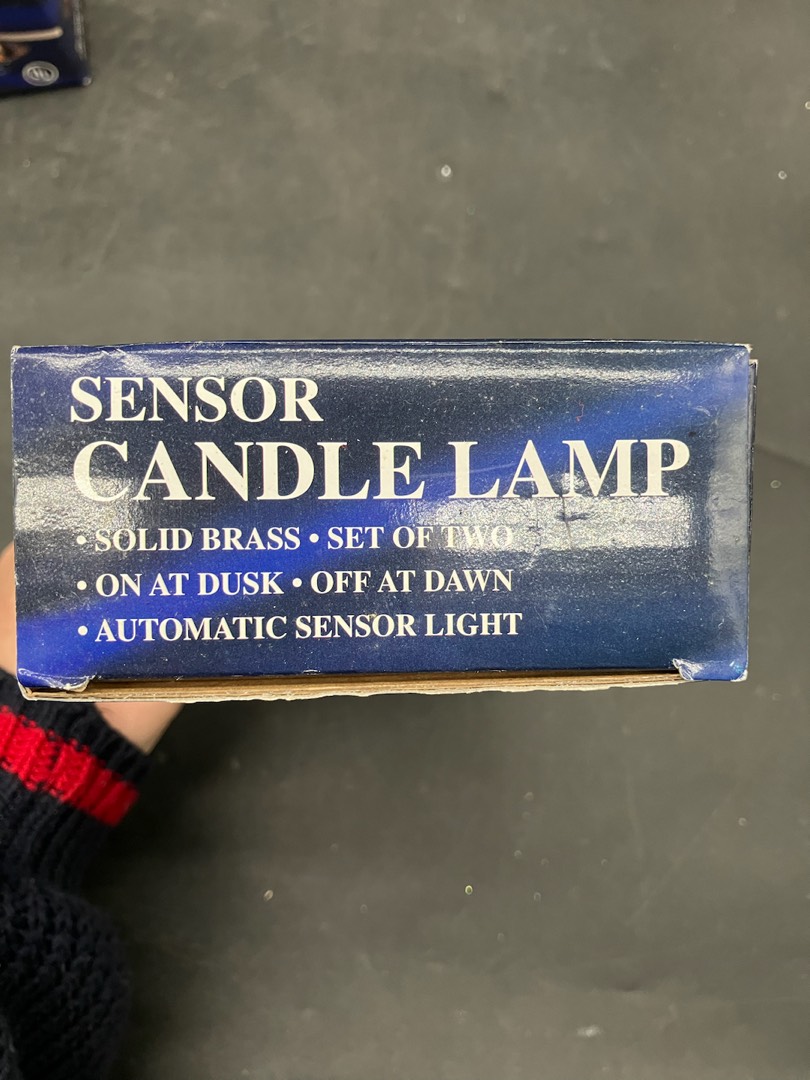 SENSOR
CANDLE LAMP
• SOLID BRASS • SET OF TWO
• ON AT DUSK • OFF AT DAWN
• AUTOMATIC SENSOR LIGHT